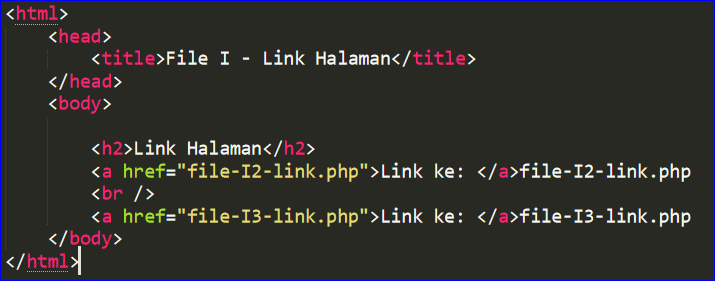 <html>
<head>
<title>File I - Link Halaman</title>
</head>
<body>
<h2>Link Halaman</h2>
<a href="file-I2-link.php">Link ke: </a>file-I2-link.php
<br />
<a href="file-I3-link.php">Link ke: </a>file-I3-link.php
</body>
</html>